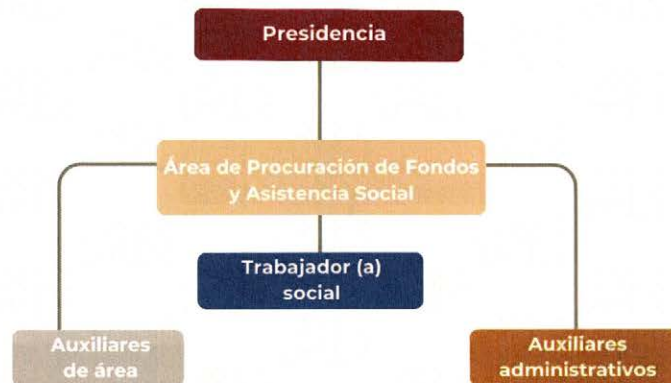 Presidencia
Área de Procuración de Fondos
y Asistencia Social
Trabajador (a)
social
Auxiliares
de área
Auxiliares
administrativos